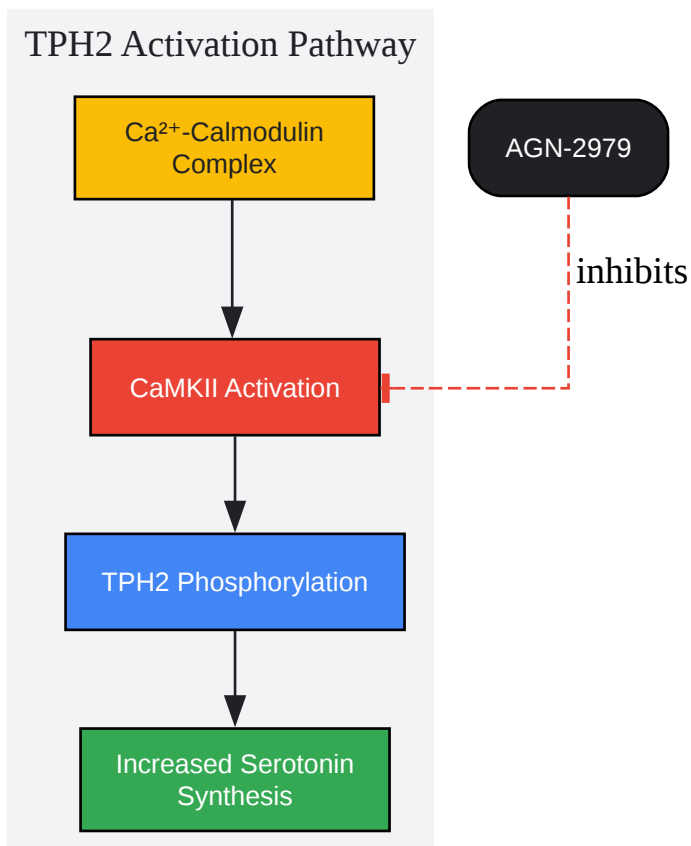 TPH2 Activation Pathway
Ca²⁺-Calmodulin
Complex
AGN-2979
inhibits
CaMKII Activation
TPH2 Phosphorylation
Increased Serotonin
Synthesis